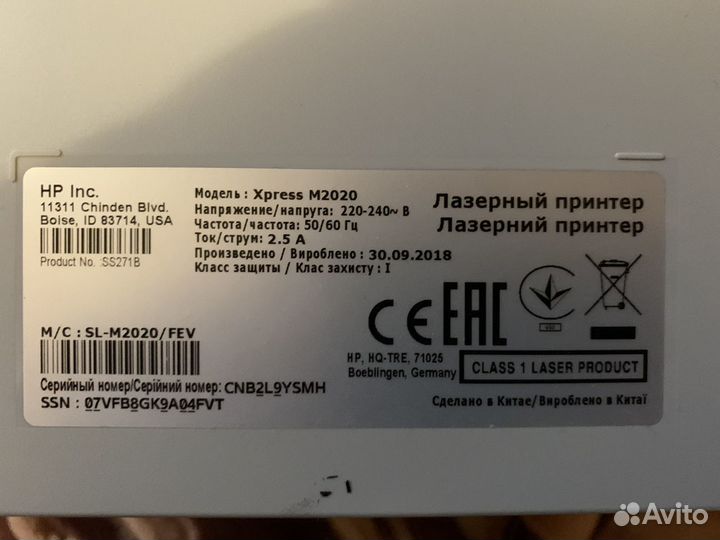 HP Inc.
11311 Chinden Blvd.
Boise, ID 83714, USA
Product No. :SS271B
M/C : SL-M2020/FEV
Серийный номер/Серійний номер: CNB2L9YSMH
SSN : 07VFB8GK9A04FVT
Модель : Xpress M2020
Напряжение/напруга: 220-240~ В
Частота/частота: 50/60 Гц
Ток/струм: 2.5 А
Произведено / Вироблено : 30.09.2018
Класс защиты / Клас захисту : I
Лазерный принтер
Лазерний принтер
CE EAC
HP, HQ-TRE, 71025
Boeblingen, Germany
CLASS 1 LASER PRODUCT
Сделано в Китае/Вироблено в Китаї
Avito